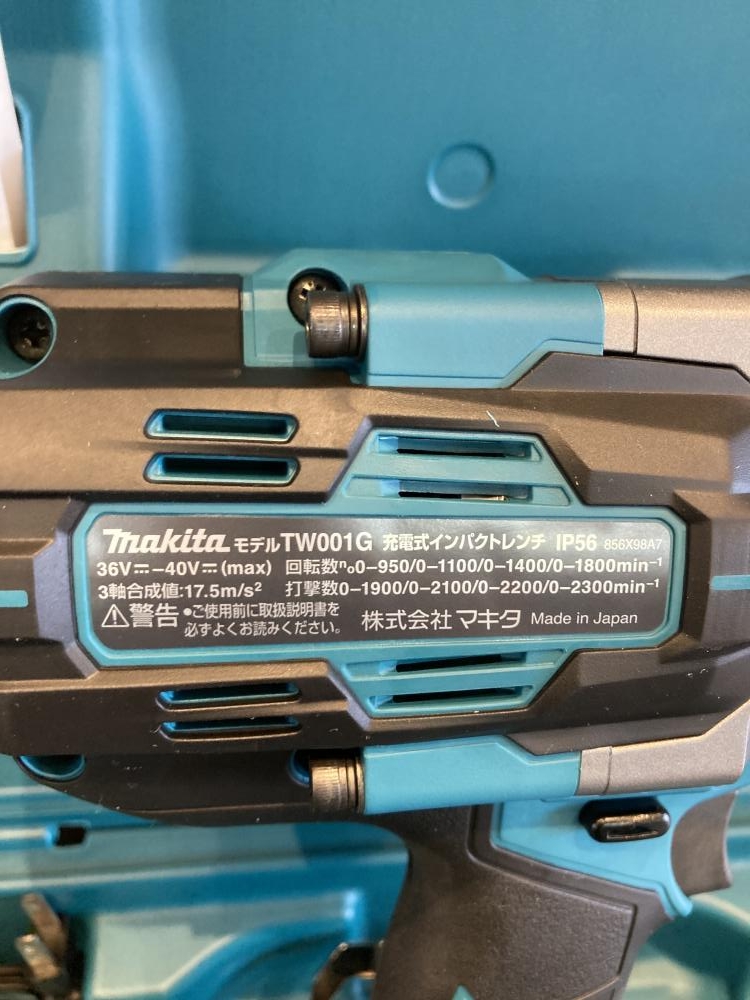 makita モデルTW001G 充電式インパクトレンチ IP56 856X98A7
36V⎓-40V⎓(max) 回転数n₀0-950/0-1100/0-1400/0-1800min⁻¹
3軸合成値:17.5m/s² 打撃数0-1900/0-2100/0-2200/0-2300min⁻¹
⚠警告 •ご使用前に取扱説明書を
必ずよくお読みください。 株式会社 マキタ Made in Japan